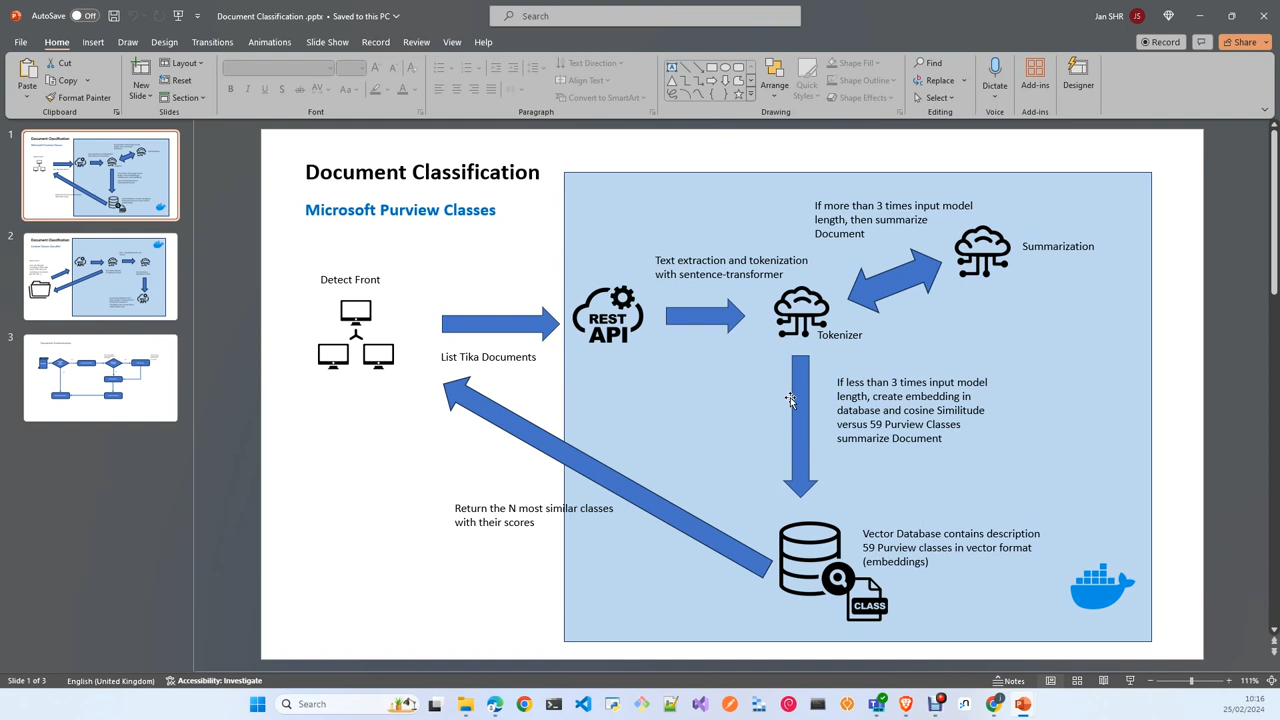 AutoSave
Off
Document Classification .pptx • Saved to this PC
Search
Jan SHR
JS
File
Home
Insert
Draw
Design
Transitions
Animations
Slide Show
Record
Review
View
Help
Record
Share
Paste
Cut
Copy
Format Painter
Clipboard
New
Slide
Layout
Reset
Section
Slides
Font
Text Direction
Align Text
Convert to SmartArt
Paragraph
Arrange
Quick
Styles
Shape Fill
Shape Outline
Shape Effects
Drawing
Find
Replace
Select
Editing
Dictate
Voice
Add-ins
Add-ins
Designer
1
2
3
Document Classification
Microsoft Purview Classes
Detect Front
List Tika Documents
REST
API
Text extraction and tokenization
with sentence-transformer
If more than 3 times input model
length, then summarize
Document
Summarization
Tokenizer
If less than 3 times input model
length, create embedding in
database and cosine Similitude
versus 59 Purview Classes
summarize Document
Return the N most similar classes
with their scores
Vector Database contains description
59 Purview classes in vector format
(embeddings)
CLASS
Slide 1 of 3
English (United Kingdom)
Accessibility: Investigate
Notes
111%
Search
10:16
25/02/2024